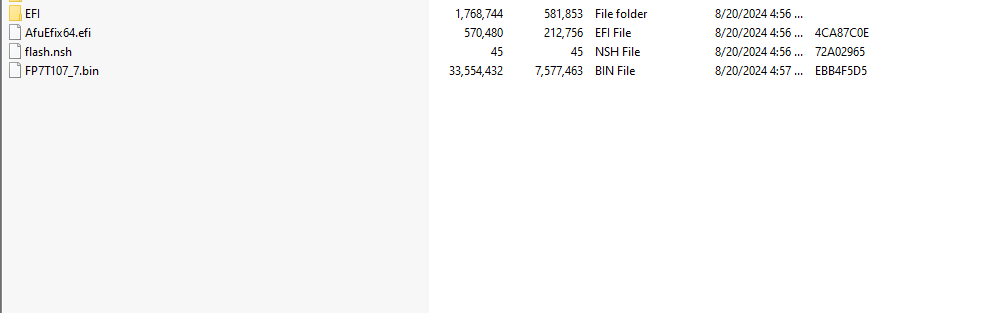 EFI 1,768,744 581,853 File folder 8/20/2024 4:56 ...
AfuEfix64.efi 570,480 212,756 EFI File 8/20/2024 4:56 ... 4CA87C0E
flash.nsh 45 45 NSH File 8/20/2024 4:56 ... 72A02965
FP7T107_7.bin 33,554,432 7,577,463 BIN File 8/20/2024 4:57 ... EBB4F5D5